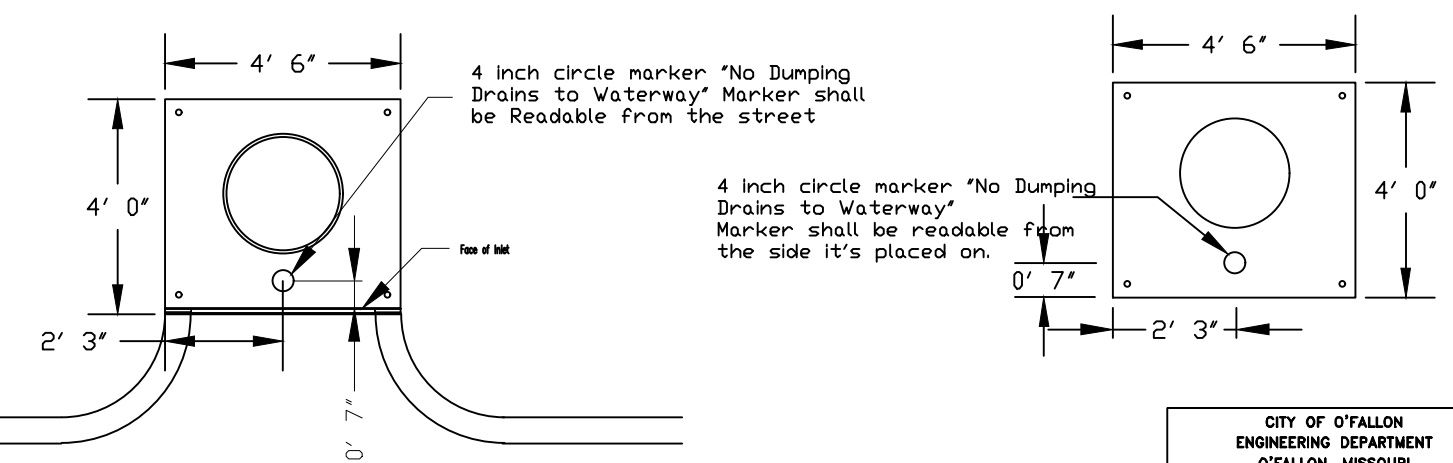 4' 6"
4 inch circle marker "No Dumping
Drains to Waterway" Marker shall
be Readable from the street
4' 0"
Face of Inlet
2' 3"
0' 7"
4' 6"
4 inch circle marker "No Dumping
Drains to Waterway"
Marker shall be readable from
the side it's placed on.
4' 0"
0' 7"
2' 3"
CITY OF O'FALLON
ENGINEERING DEPARTMENT
O'FALLON, MISSOURI